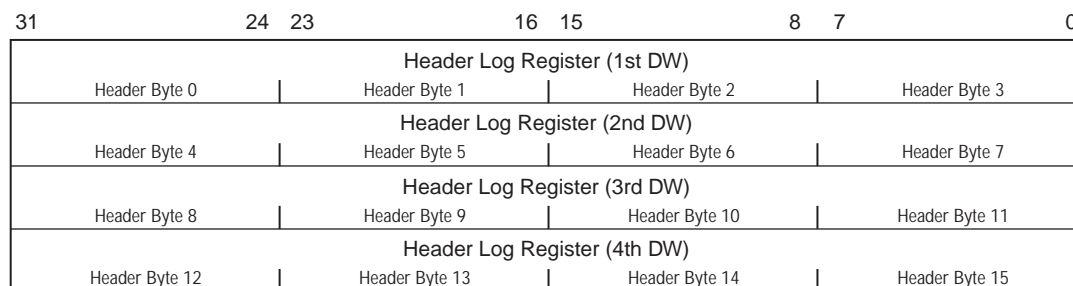 31 24 23 16 15 8 7 0
Header Log Register (1st DW)
Header Byte 0 Header Byte 1 Header Byte 2 Header Byte 3
Header Log Register (2nd DW)
Header Byte 4 Header Byte 5 Header Byte 6 Header Byte 7
Header Log Register (3rd DW)
Header Byte 8 Header Byte 9 Header Byte 10 Header Byte 11
Header Log Register (4th DW)
Header Byte 12 Header Byte 13 Header Byte 14 Header Byte 15